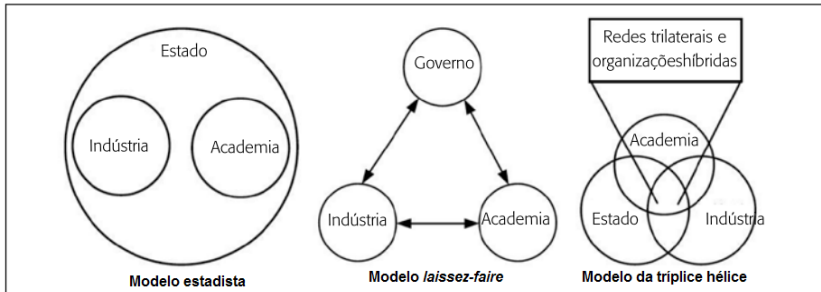 Estado
Indústria
Academia
Modelo estadista
Governo
Indústria
Academia
Modelo laissez-faire
Redes trilaterais e
organizaçõeshíbridas
Academia
Estado
Indústria
Modelo da tríplice hélice